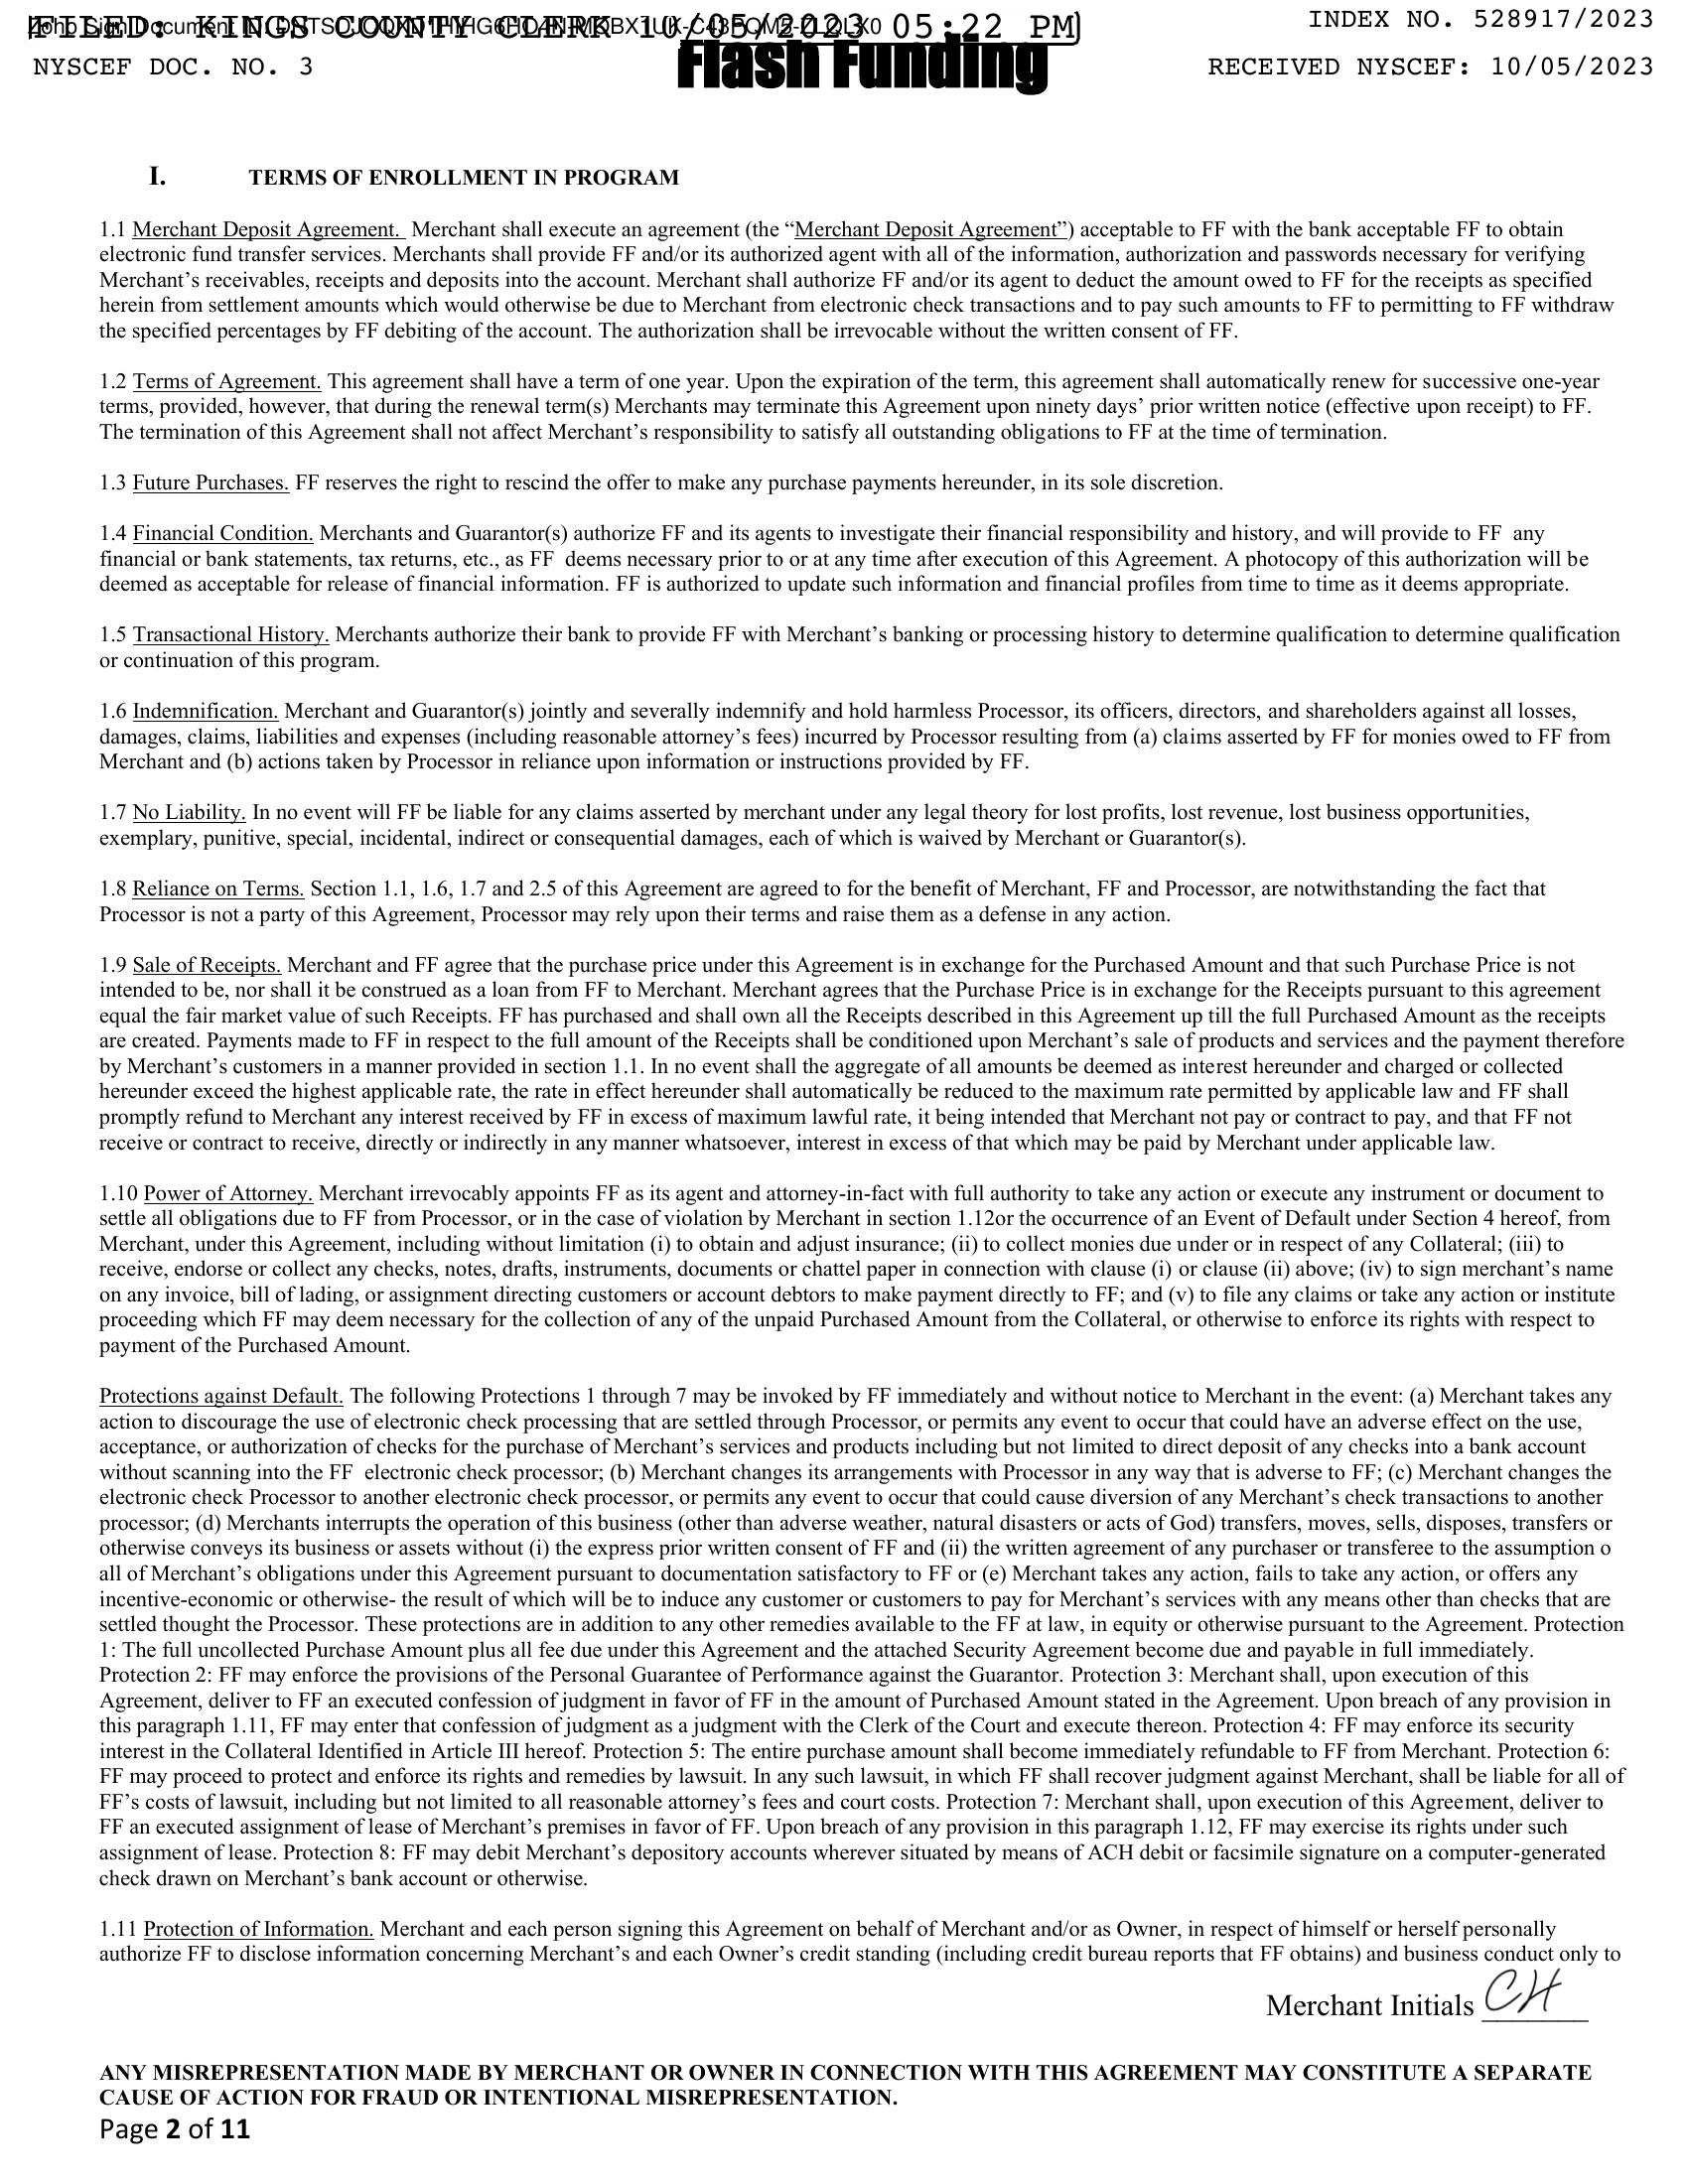 FILED: KINGS COUNTY CLERK 10/05/2023 05:22 PM
INDEX NO. 528917/2023
NYSCEF DOC. NO. 3
RECEIVED NYSCEF: 10/05/2023
Flash Funding
I. TERMS OF ENROLLMENT IN PROGRAM
1.1 Merchant Deposit Agreement. Merchant shall execute an agreement (the “Merchant Deposit Agreement”) acceptable to FF with the bank acceptable FF to obtain
electronic fund transfer services. Merchants shall provide FF and/or its authorized agent with all of the information, authorization and passwords necessary for verifying
Merchant’s receivables, receipts and deposits into the account. Merchant shall authorize FF and/or its agent to deduct the amount owed to FF for the receipts as specified
herein from settlement amounts which would otherwise be due to Merchant from electronic check transactions and to pay such amounts to FF to permitting to FF withdraw
the specified percentages by FF debiting of the account. The authorization shall be irrevocable without the written consent of FF.
1.2 Terms of Agreement. This agreement shall have a term of one year. Upon the expiration of the term, this agreement shall automatically renew for successive one-year
terms, provided, however, that during the renewal term(s) Merchants may terminate this Agreement upon ninety days’ prior written notice (effective upon receipt) to FF.
The termination of this Agreement shall not affect Merchant’s responsibility to satisfy all outstanding obligations to FF at the time of termination.
1.3 Future Purchases. FF reserves the right to rescind the offer to make any purchase payments hereunder, in its sole discretion.
1.4 Financial Condition. Merchants and Guarantor(s) authorize FF and its agents to investigate their financial responsibility and history, and will provide to FF any
financial or bank statements, tax returns, etc., as FF deems necessary prior to or at any time after execution of this Agreement. A photocopy of this authorization will be
deemed as acceptable for release of financial information. FF is authorized to update such information and financial profiles from time to time as it deems appropriate.
1.5 Transactional History. Merchants authorize their bank to provide FF with Merchant’s banking or processing history to determine qualification to determine qualification
or continuation of this program.
1.6 Indemnification. Merchant and Guarantor(s) jointly and severally indemnify and hold harmless Processor, its officers, directors, and shareholders against all losses,
damages, claims, liabilities and expenses (including reasonable attorney’s fees) incurred by Processor resulting from (a) claims asserted by FF for monies owed to FF from
Merchant and (b) actions taken by Processor in reliance upon information or instructions provided by FF.
1.7 No Liability. In no event will FF be liable for any claims asserted by merchant under any legal theory for lost profits, lost revenue, lost business opportunities,
exemplary, punitive, special, incidental, indirect or consequential damages, each of which is waived by Merchant or Guarantor(s).
1.8 Reliance on Terms. Section 1.1, 1.6, 1.7 and 2.5 of this Agreement are agreed to for the benefit of Merchant, FF and Processor, are notwithstanding the fact that
Processor is not a party of this Agreement, Processor may rely upon their terms and raise them as a defense in any action.
1.9 Sale of Receipts. Merchant and FF agree that the purchase price under this Agreement is in exchange for the Purchased Amount and that such Purchase Price is not
intended to be, nor shall it be construed as a loan from FF to Merchant. Merchant agrees that the Purchase Price is in exchange for the Receipts pursuant to this agreement
equal the fair market value of such Receipts. FF has purchased and shall own all the Receipts described in this Agreement up till the full Purchased Amount as the receipts
are created. Payments made to FF in respect to the full amount of the Receipts shall be conditioned upon Merchant’s sale of products and services and the payment therefore
by Merchant’s customers in a manner provided in section 1.1. In no event shall the aggregate of all amounts be deemed as interest hereunder and charged or collected
hereunder exceed the highest applicable rate, the rate in effect hereunder shall automatically be reduced to the maximum rate permitted by applicable law and FF shall
promptly refund to Merchant any interest received by FF in excess of maximum lawful rate, it being intended that Merchant not pay or contract to pay, and that FF not
receive or contract to receive, directly or indirectly in any manner whatsoever, interest in excess of that which may be paid by Merchant under applicable law.
1.10 Power of Attorney. Merchant irrevocably appoints FF as its agent and attorney-in-fact with full authority to take any action or execute any instrument or document to
settle all obligations due to FF from Processor, or in the case of violation by Merchant in section 1.12or the occurrence of an Event of Default under Section 4 hereof, from
Merchant, under this Agreement, including without limitation (i) to obtain and adjust insurance; (ii) to collect monies due under or in respect of any Collateral; (iii) to
receive, endorse or collect any checks, notes, drafts, instruments, documents or chattel paper in connection with clause (i) or clause (ii) above; (iv) to sign merchant’s name
on any invoice, bill of lading, or assignment directing customers or account debtors to make payment directly to FF; and (v) to file any claims or take any action or institute
proceeding which FF may deem necessary for the collection of any of the unpaid Purchased Amount from the Collateral, or otherwise to enforce its rights with respect to
payment of the Purchased Amount.
Protections against Default. The following Protections 1 through 7 may be invoked by FF immediately and without notice to Merchant in the event: (a) Merchant takes any
action to discourage the use of electronic check processing that are settled through Processor, or permits any event to occur that could have an adverse effect on the use,
acceptance, or authorization of checks for the purchase of Merchant’s services and products including but not limited to direct deposit of any checks into a bank account
without scanning into the FF electronic check processor; (b) Merchant changes its arrangements with Processor in any way that is adverse to FF; (c) Merchant changes the
electronic check Processor to another electronic check processor, or permits any event to occur that could cause diversion of any Merchant’s check transactions to another
processor; (d) Merchants interrupts the operation of this business (other than adverse weather, natural disasters or acts of God) transfers, moves, sells, disposes, transfers or
otherwise conveys its business or assets without (i) the express prior written consent of FF and (ii) the written agreement of any purchaser or transferee to the assumption o
all of Merchant’s obligations under this Agreement pursuant to documentation satisfactory to FF or (e) Merchant takes any action, fails to take any action, or offers any
incentive-economic or otherwise- the result of which will be to induce any customer or customers to pay for Merchant’s services with any means other than checks that are
settled thought the Processor. These protections are in addition to any other remedies available to the FF at law, in equity or otherwise pursuant to the Agreement. Protection
1: The full uncollected Purchase Amount plus all fee due under this Agreement and the attached Security Agreement become due and payable in full immediately.
Protection 2: FF may enforce the provisions of the Personal Guarantee of Performance against the Guarantor. Protection 3: Merchant shall, upon execution of this
Agreement, deliver to FF an executed confession of judgment in favor of FF in the amount of Purchased Amount stated in the Agreement. Upon breach of any provision in
this paragraph 1.11, FF may enter that confession of judgment as a judgment with the Clerk of the Court and execute thereon. Protection 4: FF may enforce its security
interest in the Collateral Identified in Article III hereof. Protection 5: The entire purchase amount shall become immediately refundable to FF from Merchant. Protection 6:
FF may proceed to protect and enforce its rights and remedies by lawsuit. In any such lawsuit, in which FF shall recover judgment against Merchant, shall be liable for all of
FF’s costs of lawsuit, including but not limited to all reasonable attorney’s fees and court costs. Protection 7: Merchant shall, upon execution of this Agreement, deliver to
FF an executed assignment of lease of Merchant’s premises in favor of FF. Upon breach of any provision in this paragraph 1.12, FF may exercise its rights under such
assignment of lease. Protection 8: FF may debit Merchant’s depository accounts wherever situated by means of ACH debit or facsimile signature on a computer-generated
check drawn on Merchant’s bank account or otherwise.
1.11 Protection of Information. Merchant and each person signing this Agreement on behalf of Merchant and/or as Owner, in respect of himself or herself personally
authorize FF to disclose information concerning Merchant’s and each Owner’s credit standing (including credit bureau reports that FF obtains) and business conduct only to
Merchant Initials CH
ANY MISREPRESENTATION MADE BY MERCHANT OR OWNER IN CONNECTION WITH THIS AGREEMENT MAY CONSTITUTE A SEPARATE
CAUSE OF ACTION FOR FRAUD OR INTENTIONAL MISREPRESENTATION.
Page 2 of 11